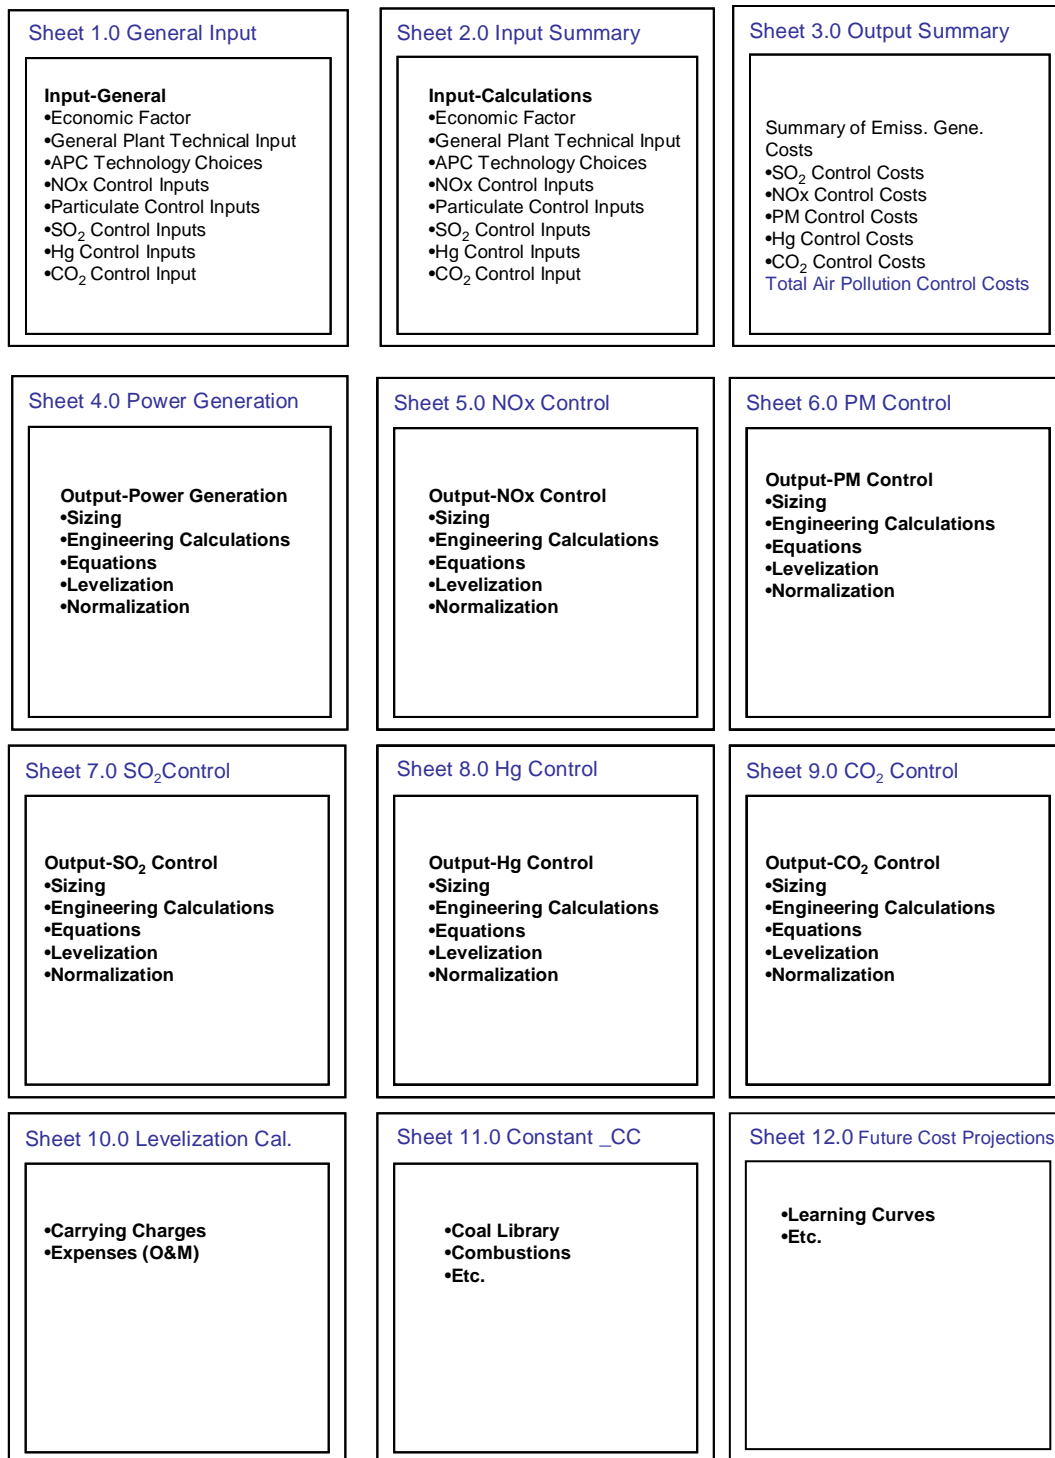 Sheet 1.0 General Input
Input-General
•Economic Factor
•General Plant Technical Input
•APC Technology Choices
•NOx Control Inputs
•Particulate Control Inputs
•SO2 Control Inputs
•Hg Control Inputs
•CO2 Control Input
Sheet 2.0 Input Summary
Input-Calculations
•Economic Factor
•General Plant Technical Input
•APC Technology Choices
•NOx Control Inputs
•Particulate Control Inputs
•SO2 Control Inputs
•Hg Control Inputs
•CO2 Control Input
Sheet 3.0 Output Summary
Summary of Emiss. Gene.
Costs
•SO2 Control Costs
•NOx Control Costs
•PM Control Costs
•Hg Control Costs
•CO2 Control Costs
Total Air Pollution Control Costs
Sheet 4.0 Power Generation
Output-Power Generation
•Sizing
•Engineering Calculations
•Equations
•Levelization
•Normalization
Sheet 5.0 NOx Control
Output-NOx Control
•Sizing
•Engineering Calculations
•Equations
•Levelization
•Normalization
Sheet 6.0 PM Control
Output-PM Control
•Sizing
•Engineering Calculations
•Equations
•Levelization
•Normalization
Sheet 7.0 SO2Control
Output-SO2 Control
•Sizing
•Engineering Calculations
•Equations
•Levelization
•Normalization
Sheet 8.0 Hg Control
Output-Hg Control
•Sizing
•Engineering Calculations
•Equations
•Levelization
•Normalization
Sheet 9.0 CO2 Control
Output-CO2 Control
•Sizing
•Engineering Calculations
•Equations
•Levelization
•Normalization
Sheet 10.0 Levelization Cal.
•Carrying Charges
•Expenses (O&M)
Sheet 11.0 Constant _CC
•Coal Library
•Combustions
•Etc.
Sheet 12.0 Future Cost Projections
•Learning Curves
•Etc.